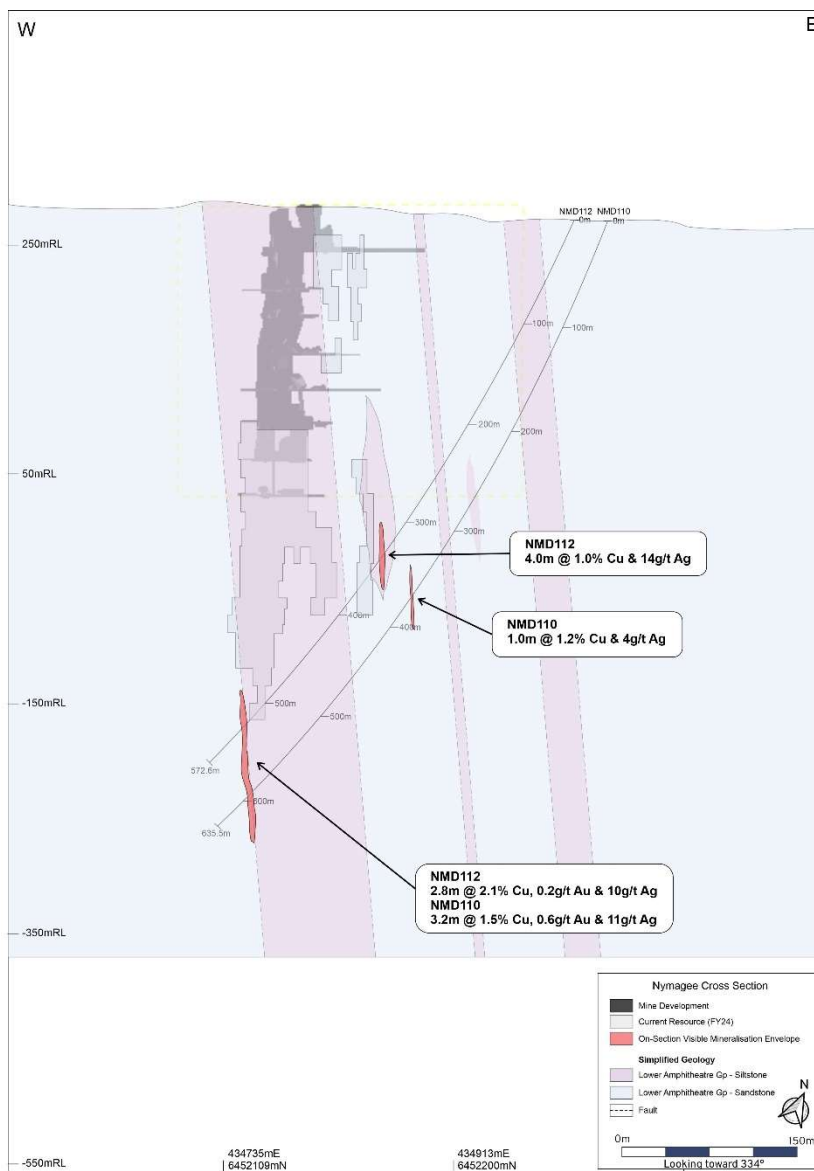 W
E
NMD112 NMD110
0m 0m
250mRL
100m
100m
200m
200m
50mRL
300m
300m
NMD112
4.0m @ 1.0% Cu & 14g/t Ag
400m
400m
NMD110
1.0m @ 1.2% Cu & 4g/t Ag
-150mRL
500m
500m
572.6m
600m
635.5m
NMD112
2.8m @ 2.1% Cu, 0.2g/t Au & 10g/t Ag
NMD110
3.2m @ 1.5% Cu, 0.6g/t Au & 11g/t Ag
-350mRL
Nymagee Cross Section
Mine Development
Current Resource (FY24)
On-Section Visible Mineralisation Envelope
Simplified Geology
Lower Amphitheatre Gp - Siltstone
Lower Amphitheatre Gp - Sandstone
Fault
N
0m 150m
Looking toward 334º
-550mRL
434735mE
6452109mN
434913mE
6452200mN